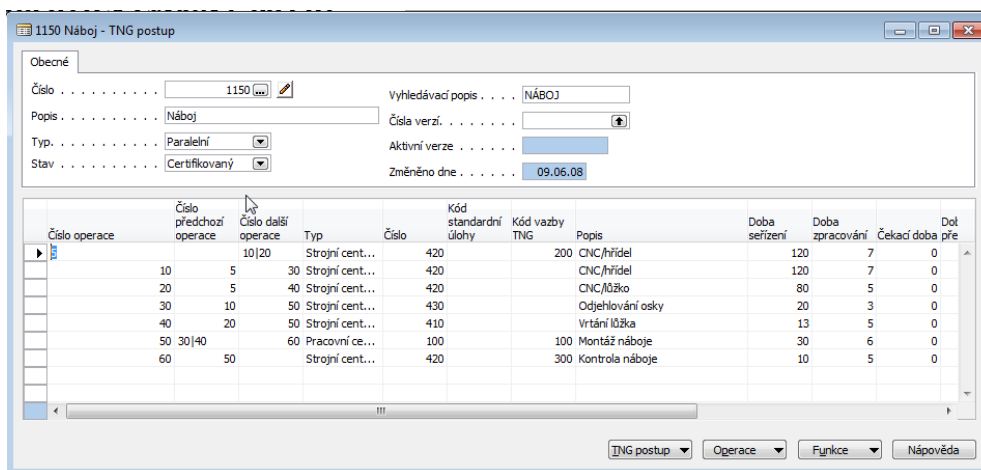 1150 Náboj - TNG postup
Obecné
Číslo . . . . . . . . . . 1150 Vyhledávací popis . . . . NÁBOJ
Popis. . . . . . . . . . . Náboj Čísla verzí. . . . . . . .
Typ. . . . . . . . . . . . Paralelní Aktivní verze . . . . . .
Stav . . . . . . . . . . . Certifikovaný Změněno dne . . . . . . 09.06.08
Číslo operace Číslo předchozí operace Číslo další operace Typ Číslo Kód standardní úlohy Kód vazby TNG Popis Doba seřízení Doba zpracování Čekací doba
5 10|20 Strojní cent... 420 200 CNC/hřídel 120 7 0
10 5 30 Strojní cent... 420 CNC/hřídel 120 7 0
20 5 40 Strojní cent... 420 CNC/lůžko 80 5 0
30 10 50 Strojní cent... 430 Odjehlování osky 20 3 0
40 20 50 Strojní cent... 410 Vrtání lůžka 13 5 0
50 30|40 60 Pracovní ce... 100 100 Montáž náboje 30 6 0
60 50 Strojní cent... 420 300 Kontrola náboje 10 5 0
TNG postup Operace Funkce Nápověda